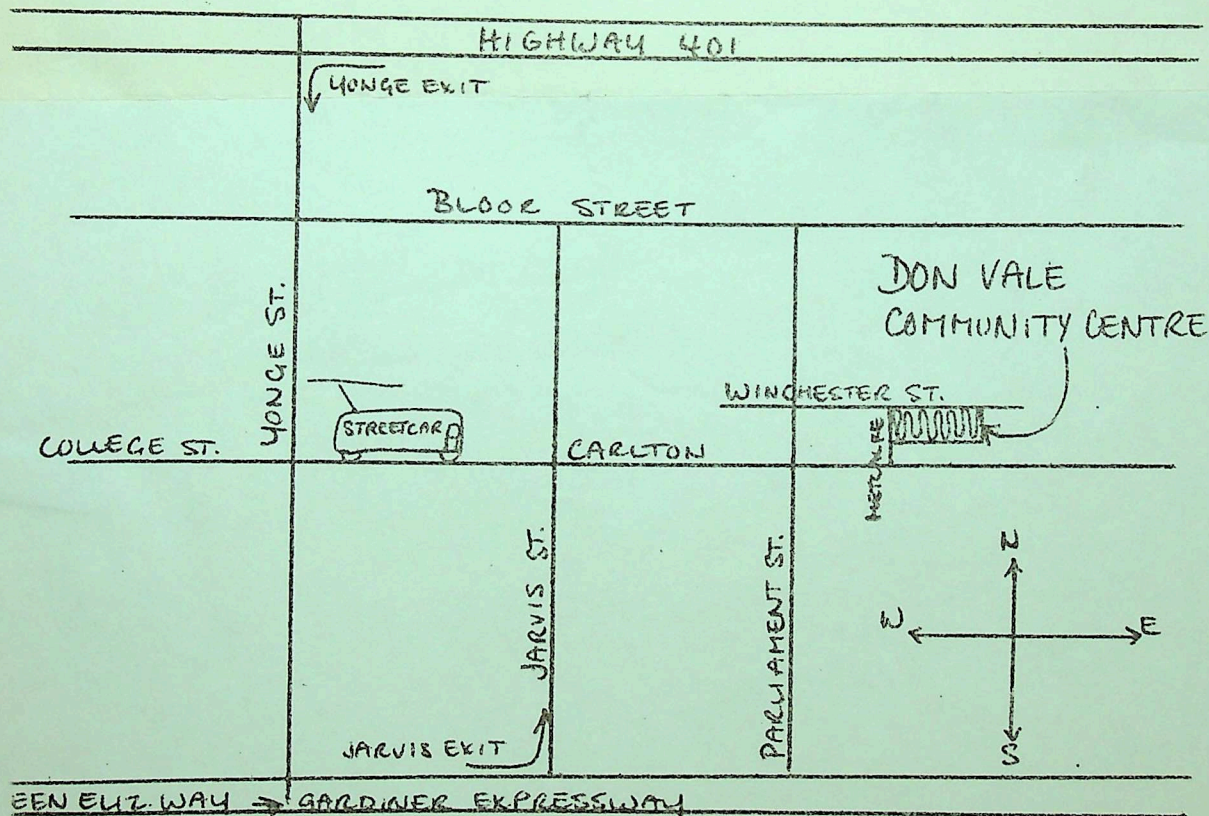 HIGHWAY 401
YONGE EXIT
BLOOR STREET
DON VALE
COMMUNITY CENTRE
YONGE ST.
WINCHESTER ST.
STREETCAR
COLLEGE ST.
CARLTON
METCALFE
N
JARVIS ST.
PARLIAMENT ST.
W
E
JARVIS EXIT
S
EEN ELIZ. WAY → GARDINER EXPRESSWAY